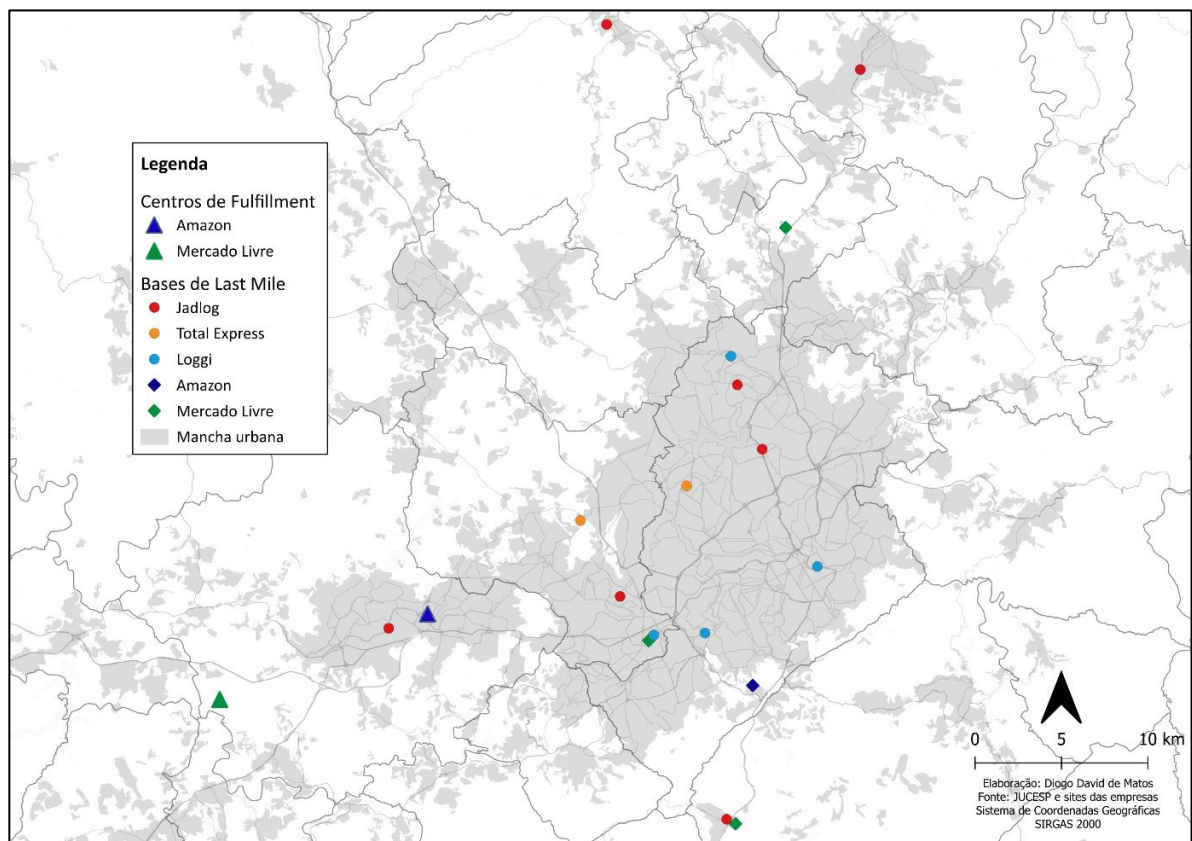 Legenda
Centros de Fulfillment
Amazon
Mercado Livre
Bases de Last Mile
Jadlog
Total Express
Loggi
Amazon
Mercado Livre
Mancha urbana
0 5 10 km
Elaboração: Diogo David de Matos
Fonte: JUCESP e sites das empresas
Sistema de Coordenadas Geográficas
SIRGAS 2000